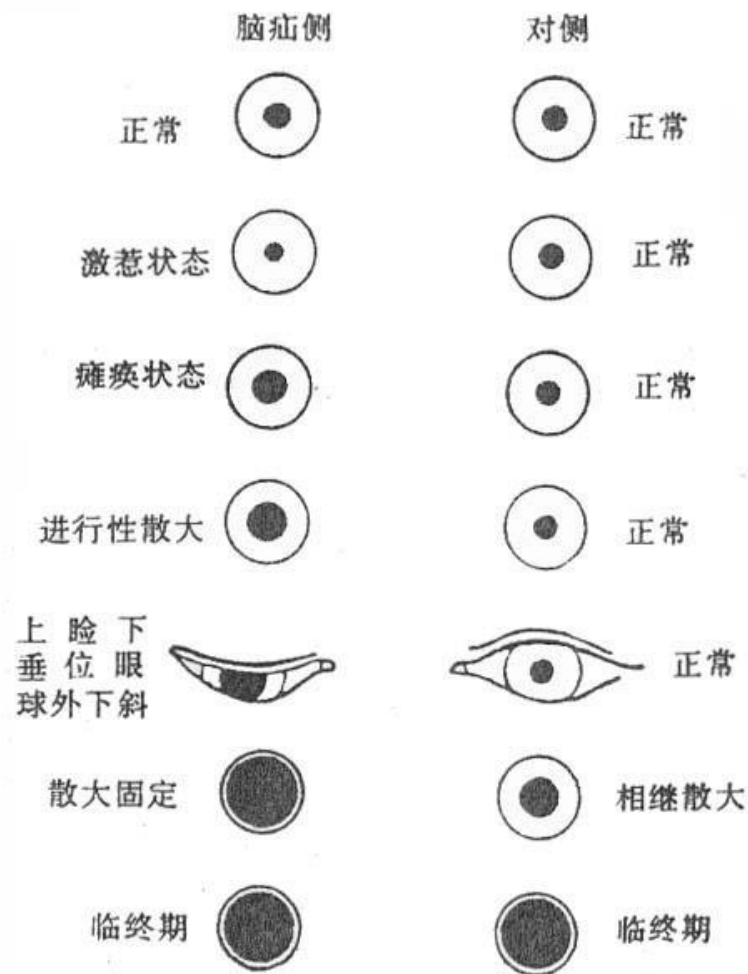 脑疝侧 对侧
正常 正常
激惹状态 正常
瘫痪状态 正常
进行性散大 正常
上睑下
垂位眼 正常
球外下斜
散大固定 相继散大
临终期 临终期